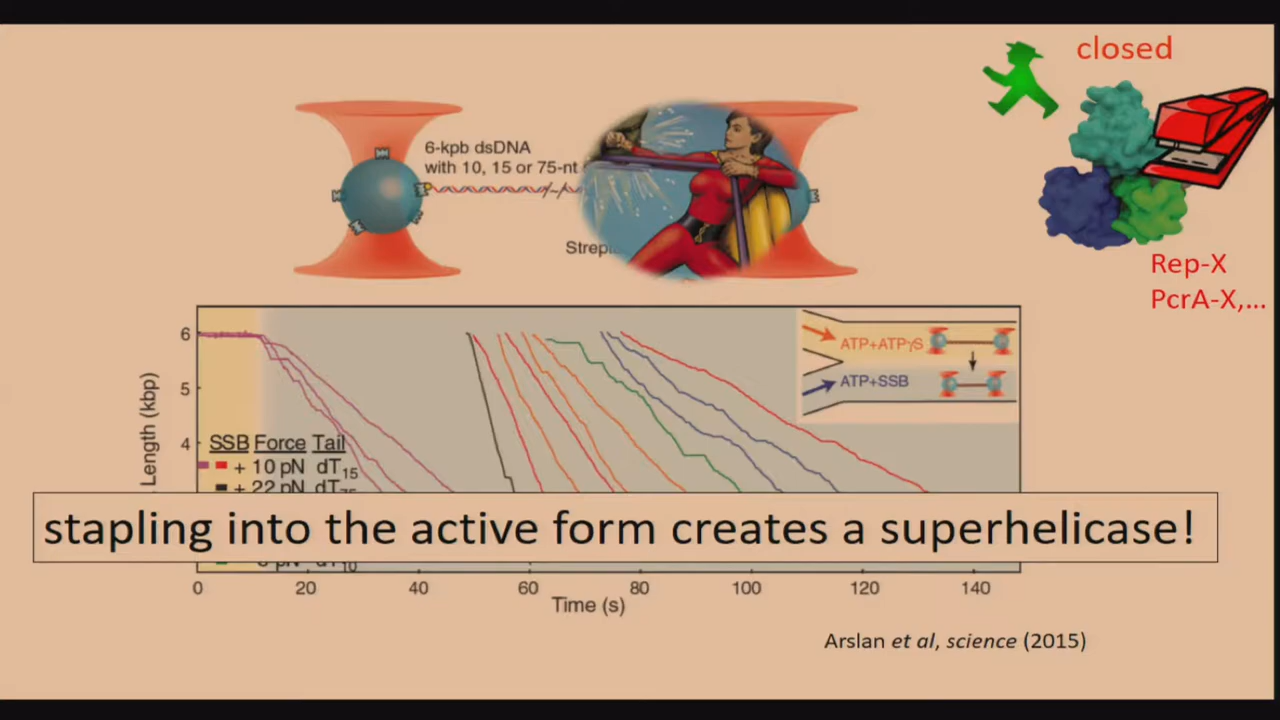 closed
6-kpb dsDNA
with 10, 15 or 75-nt
Rep-X
PcrA-X,...
6
5
4
Length (kbp)
ATP+ATPγS
ATP+SSB
SSB Force Tail
+ 10 pN dT15
+ 22 pN
stapling into the active form creates a superhelicase!
0 20 40 60 80 100 120 140
Time (s)
Arslan et al, science (2015)